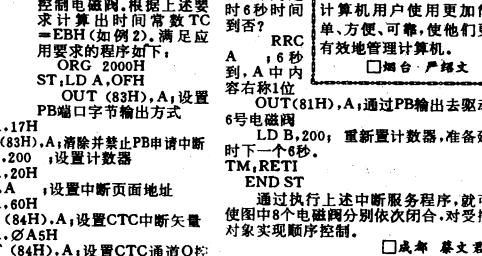 控制电磁阀.根据上述要
求计算出时间常数TC
=EBH(如例2).满足应
用要求的程序如下:
ORG 2000H
ST,LD A,OFH
OUT (83H),A;设置
PB端口字节输出方式
,17H
(83H),A;消除并禁止PB申请中断
,200 ;设置计数器
,20H
,A ;设置中断页面地址
,60H
(84H),A;设置CTC中断矢量
,ØA5H
(84H),A;设置CTC通道O控
时6秒时间
到否?
RRC
A ;6秒
到,A中内
容右称1位
OUT(81H),A;通过PB输出去驱动
6号电磁阀
LD B,200; 重新置计数器,准备延
时下一个6秒。
TM;RETI
END ST
通过执行上述中断服务程序,就可
使图中8个电磁阀分别依次闭合,对受控
对象实现顺序控制。
□成都 蔡文君
计算机用户使用更加简
单、方便、可靠,使他们更
有效地管理计算机。
□烟台 严绍文